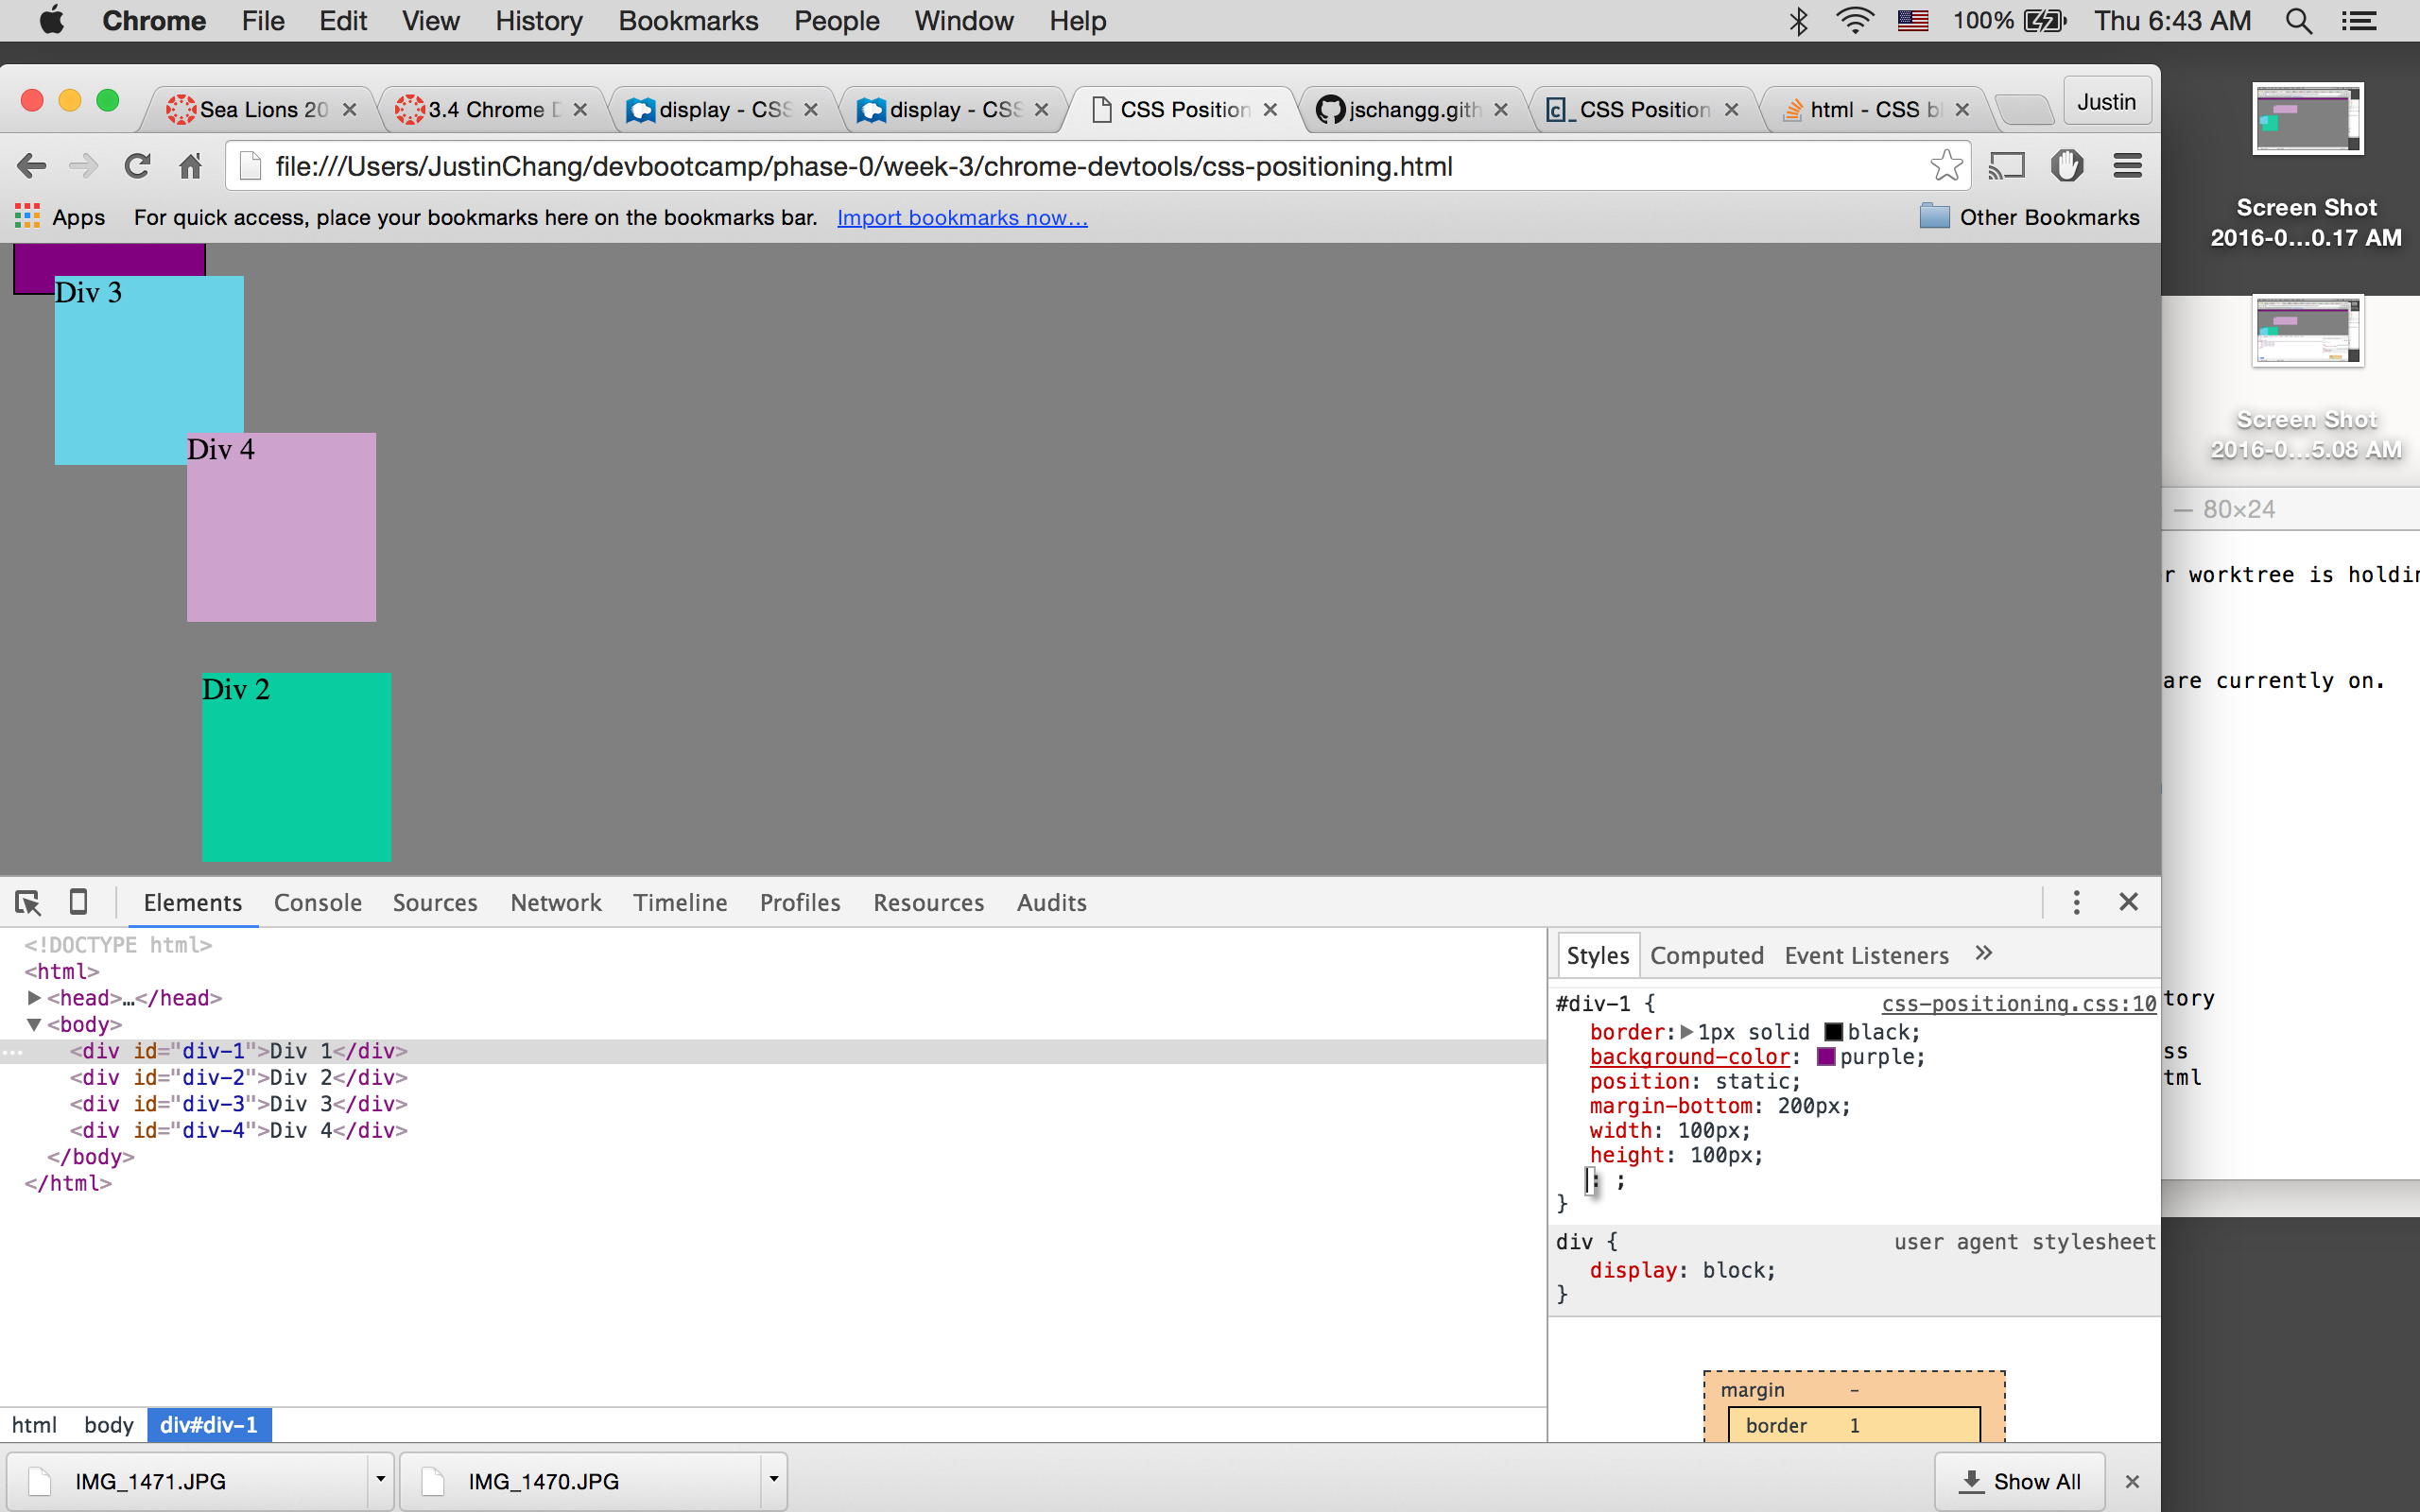 Chrome File Edit View History Bookmarks People Window Help 100% Thu 6:43 AM
Sea Lions 20 3.4 Chrome D display - CSS display - CSS CSS Position jschangg.gith CSS Position html - CSS bl Justin
file:///Users/JustinChang/devbootcamp/phase-0/week-3/chrome-devtools/css-positioning.html
Apps For quick access, place your bookmarks here on the bookmarks bar. Import bookmarks now... Other Bookmarks
Screen Shot
2016-0...0.17 AM
Screen Shot
2016-0...5.08 AM
— 80×24
r worktree is holdin
are currently on.
tory
ss
tml
Div 3
Div 4
Div 2
Elements Console Sources Network Timeline Profiles Resources Audits
<!DOCTYPE html>
<html>
<head>…</head>
<body>
<div id="div-1">Div 1</div>
<div id="div-2">Div 2</div>
<div id="div-3">Div 3</div>
<div id="div-4">Div 4</div>
</body>
</html>
html body div#div-1
Styles Computed Event Listeners »
#div-1 { css-positioning.css:10
border: 1px solid black;
background-color: purple;
position: static;
margin-bottom: 200px;
width: 100px;
height: 100px;
: ;
}
div { user agent stylesheet
display: block;
}
margin -
border 1
IMG_1471.JPG IMG_1470.JPG Show All